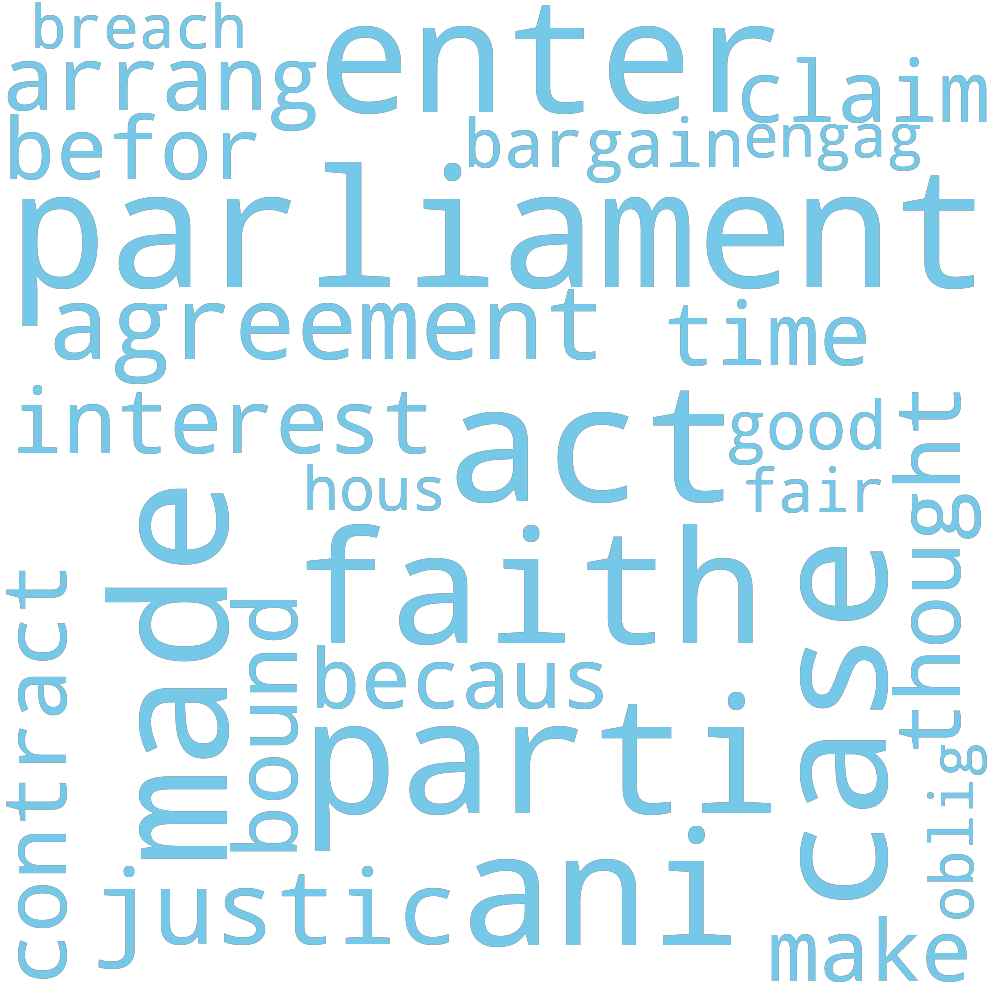 breach
enter
arrang
claim
befor
bargain
engag
parliament
agreement
time
interest
act
good
thought
hous
fair
made
faith
case
contract
bound
becaus
parti
oblig
justic
ani
make